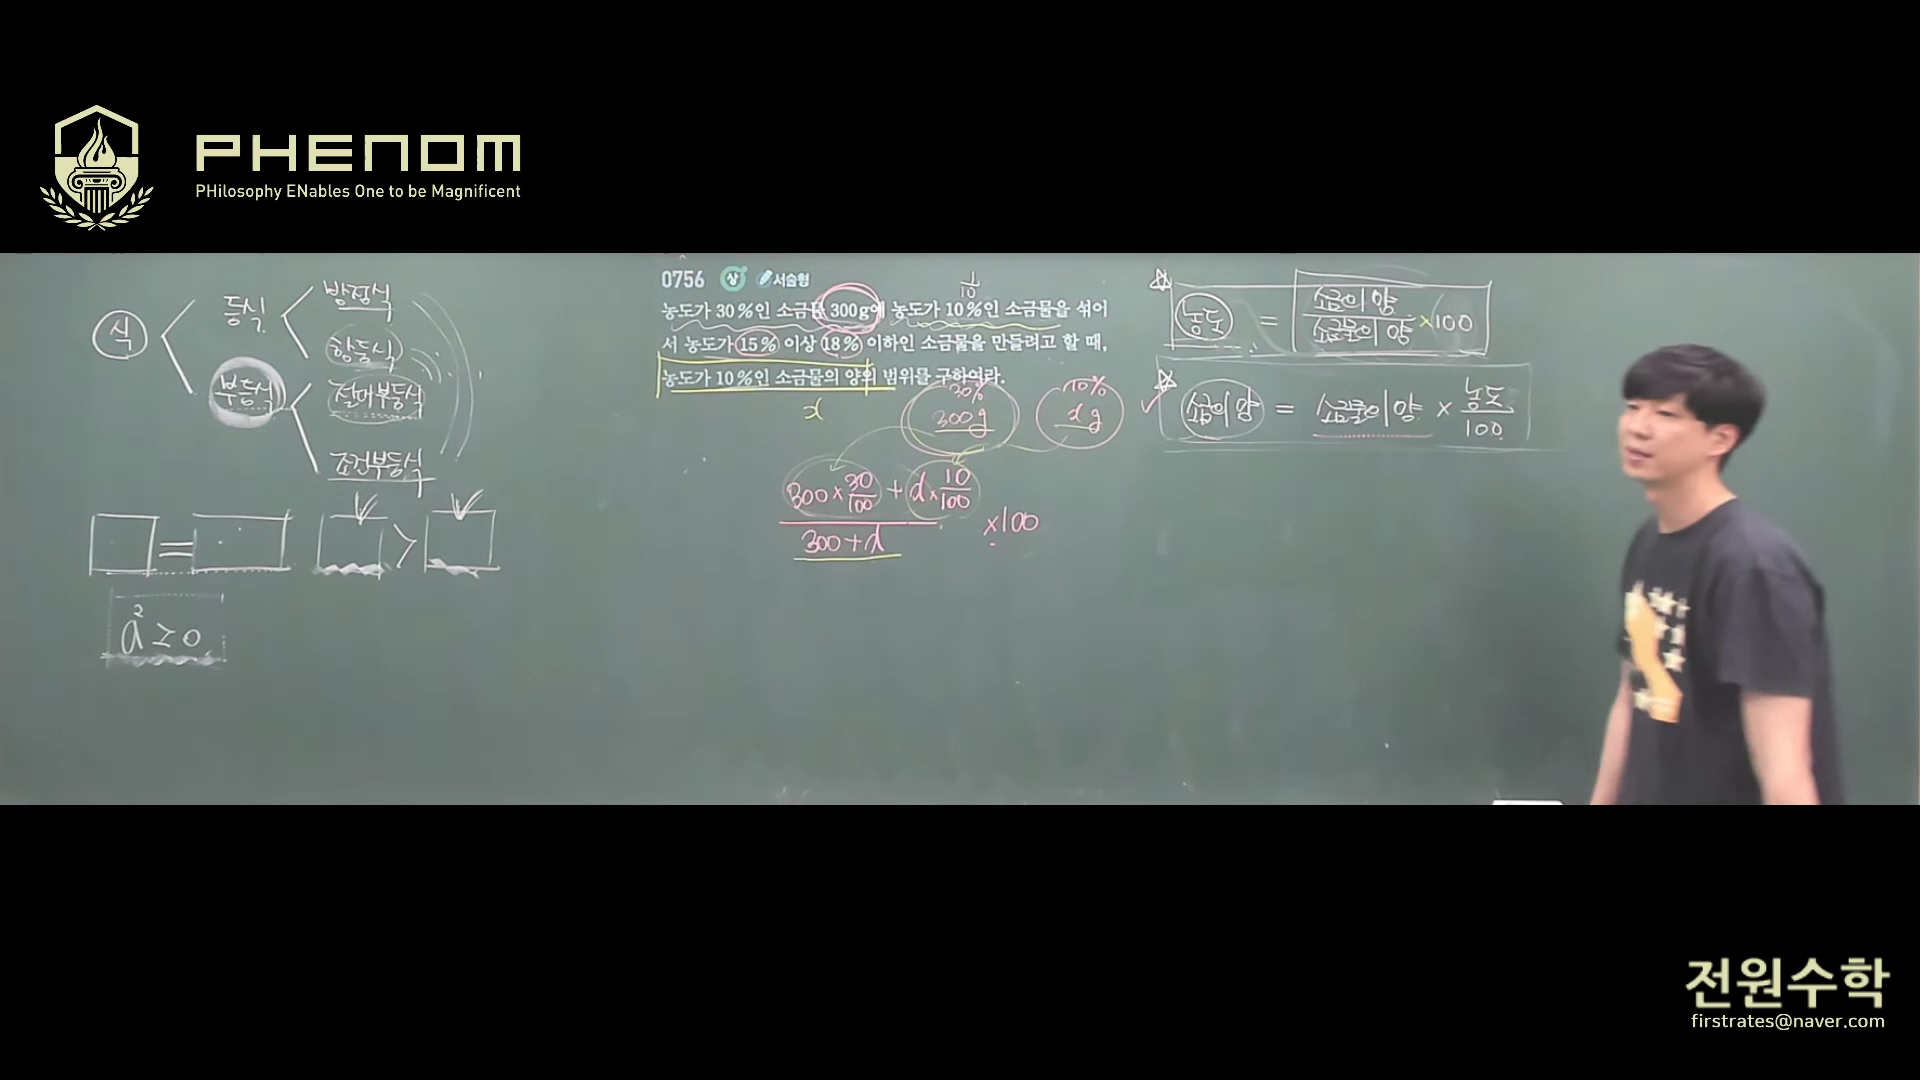 PHENOM
PHilosophy ENables One to be Magnificent
식
등식
방정식
항등식
부등식
절대부등식
조건부등식
=
>
a² ≥ 0
0756 상 서술형
1/10
농도가 30%인 소금물 300g에 농도가 10%인 소금물을 섞어
서 농도가 15% 이상 18% 이하인 소금물을 만들려고 할 때,
농도가 10%인 소금물의 양의 범위를 구하여라.
x
30%
300g
10%
x g
300 × 30/100 + x × 10/100
300 + x
×100
농도 = 소금의 양/소금물의 양 × 100
소금의 양 = 소금물의 양 × 농도/100
전원수학
firstrates@naver.com